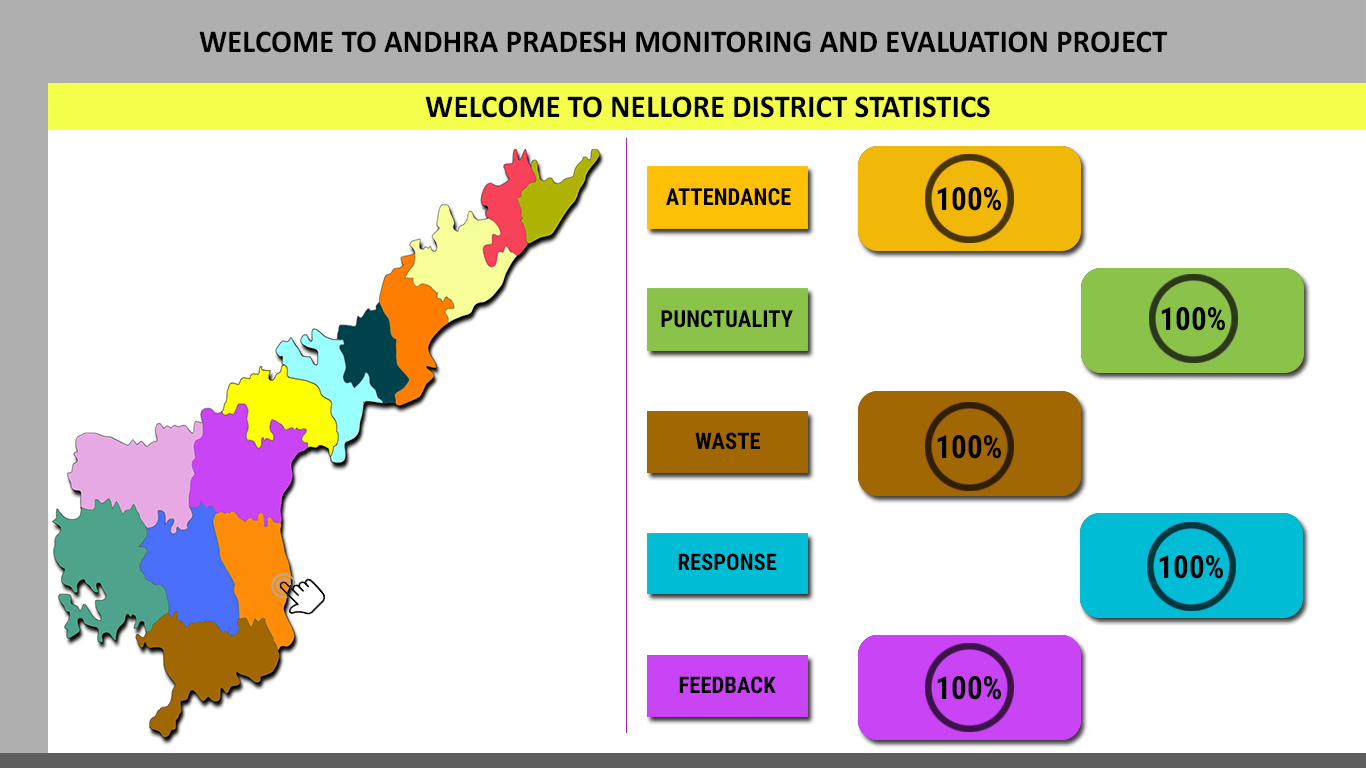 WELCOME TO ANDHRA PRADESH MONITORING AND EVALUATION PROJECT
WELCOME TO NELLORE DISTRICT STATISTICS
ATTENDANCE
100%
PUNCTUALITY
100%
WASTE
100%
RESPONSE
100%
FEEDBACK
100%